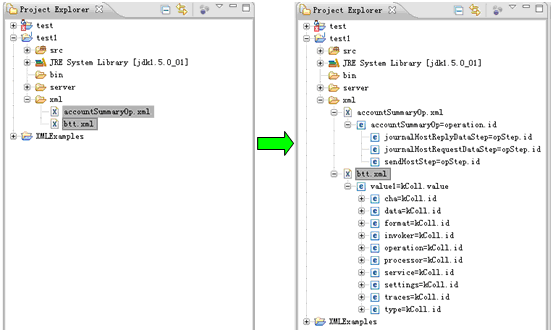 Project Explorer
test
test1
src
JRE System Library [jdk1.5.0_01]
bin
server
xml
accountSummaryOp.xml
btt.xml
XMLExamples
Project Explorer
test
test1
src
JRE System Library [jdk1.5.0_01]
bin
server
xml
accountSummaryOp.xml
accountSummaryOp=operation.id
journalHostReplyDataStep=opStep.id
journalHostRequestDataStep=opStep.id
sendHostStep=opStep.id
btt.xml
value1=kColl.value
cha=kColl.id
data=kColl.id
format=kColl.id
invoker=kColl.id
operation=kColl.id
processor=kColl.id
service=kColl.id
settings=kColl.id
traces=kColl.id
type=kColl.id
XMLExamples